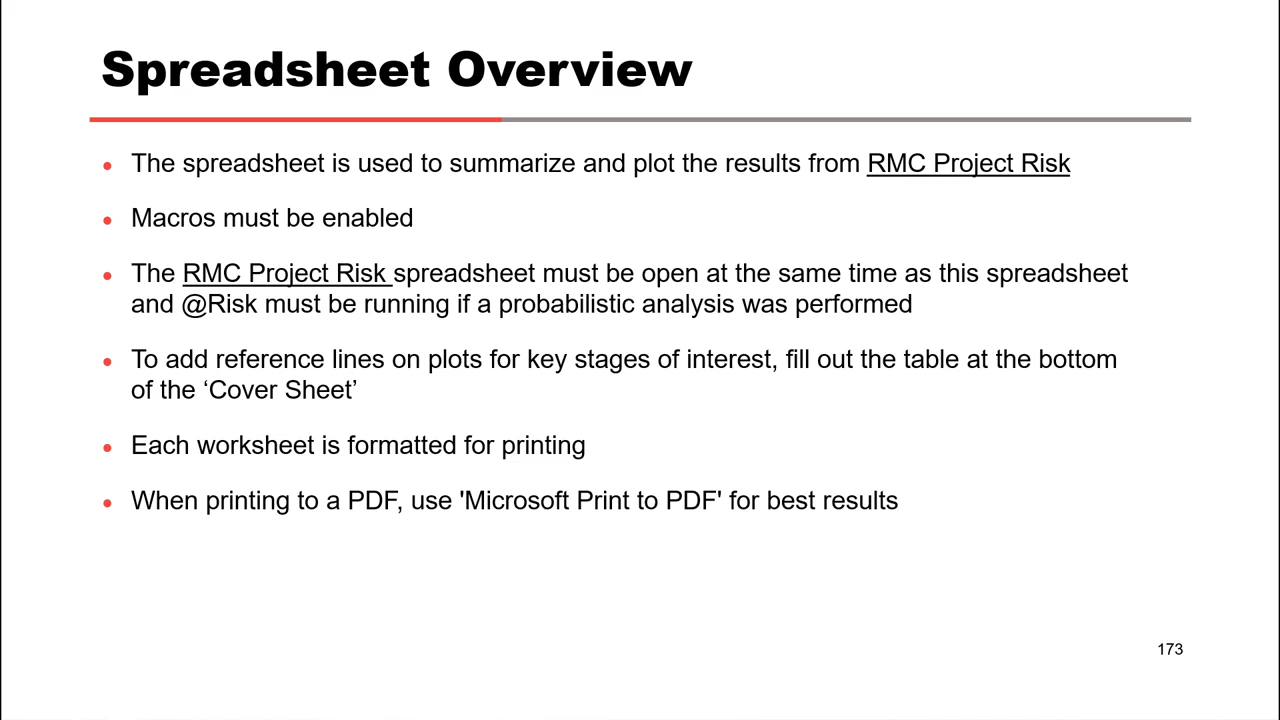 Spreadsheet Overview
• The spreadsheet is used to summarize and plot the results from RMC Project Risk
• Macros must be enabled
• The RMC Project Risk spreadsheet must be open at the same time as this spreadsheet
and @Risk must be running if a probabilistic analysis was performed
• To add reference lines on plots for key stages of interest, fill out the table at the bottom
of the ‘Cover Sheet’
• Each worksheet is formatted for printing
• When printing to a PDF, use 'Microsoft Print to PDF' for best results
173